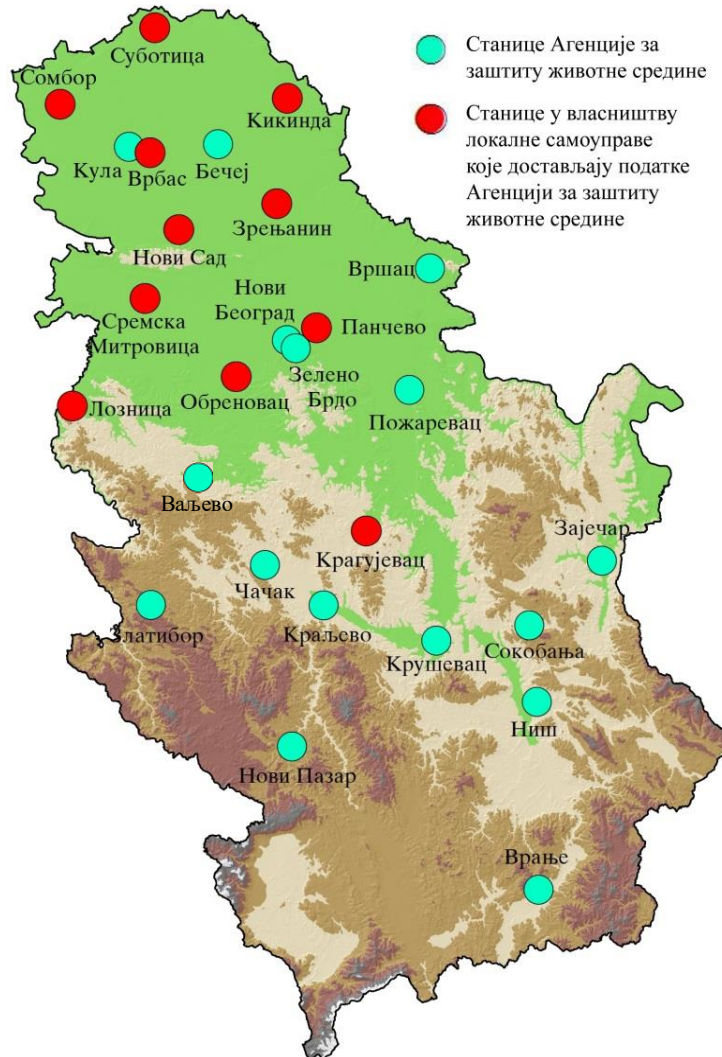 Суботица
Станице Агенције за
заштиту животне средине
Сомбор
Кикинда
Станице у власништву
локалне самоуправе
које достављају податке
Агенцији за заштиту
животне средине
Кула
Врбас
Бечеј
Зрењанин
Нови Сад
Вршац
Нови
Београд
Сремска
Митровица
Панчево
Зелено
Брдо
Обреновац
Лозница
Пожаревац
Ваљево
Крагујевац
Зајечар
Чачак
Златибор
Краљево
Крушевац
Сокобања
Ниш
Нови Пазар
Врање